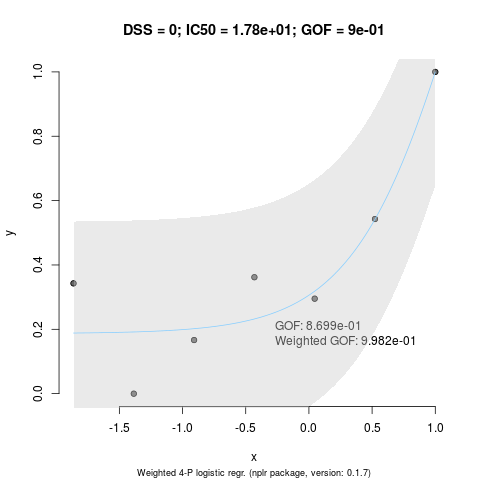 DSS = 0; IC50 = 1.78e+01; GOF = 9e-01
1.0
0.8
0.6
0.4
0.2
0.0
y
GOF: 8.699e-01
Weighted GOF: 9.982e-01
-1.5
-1.0
-0.5
0.0
0.5
1.0
x
Weighted 4-P logistic regr. (nplr package, version: 0.1.7)